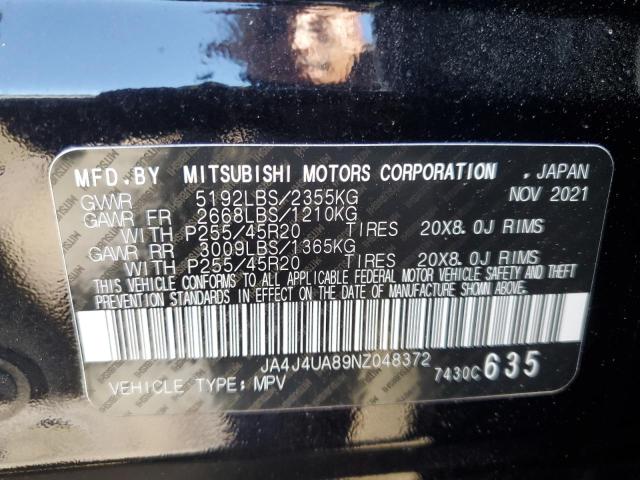 MFD.BY MITSUBISHI MOTORS CORPORATION . JAPAN
GVWR 5192LBS/2355KG NOV 2021
GAWR FR 2668LBS/1210KG
WITH P255/45R20 TIRES 20X8.0J RIMS
GAWR RR 3009LBS/1365KG
WITH P255/45R20 TIRES 20X8.0J RIMS
THIS VEHICLE CONFORMS TO ALL APPLICABLE FEDERAL MOTOR VEHICLE SAFETY AND THEFT
PREVENTION STANDARDS IN EFFECT ON THE DATE OF MANUFACTURE SHOWN ABOVE.
JA4J4UA89NZ048372
VEHICLE TYPE: MPV 7430C635